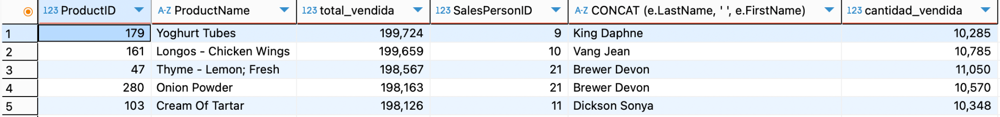 123 ProductID A-Z ProductName 123 total_vendida 123 SalesPersonID A-Z CONCAT (e.LastName, ' ', e.FirstName) 123 cantidad_vendida
1 179 Yoghurt Tubes 199,724 9 King Daphne 10,285
2 161 Longos - Chicken Wings 199,659 10 Vang Jean 10,785
3 47 Thyme - Lemon; Fresh 198,567 21 Brewer Devon 11,050
4 280 Onion Powder 198,163 21 Brewer Devon 10,570
5 103 Cream Of Tartar 198,126 11 Dickson Sonya 10,348